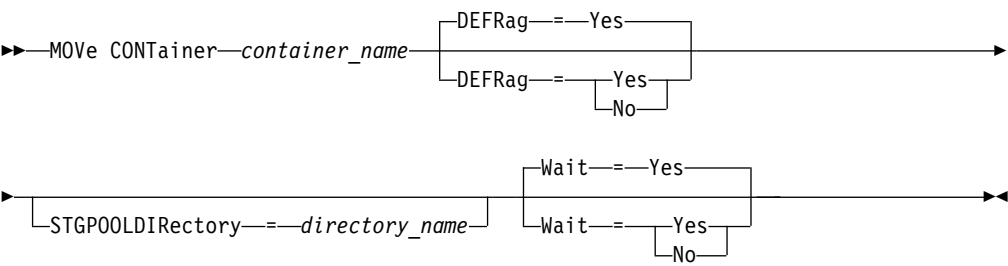 DEFRag = Yes
MOVe CONTainer container_name
DEFRag = Yes
No
Wait = Yes
STGPOOLDIRectory = directory_name
Wait = Yes
No